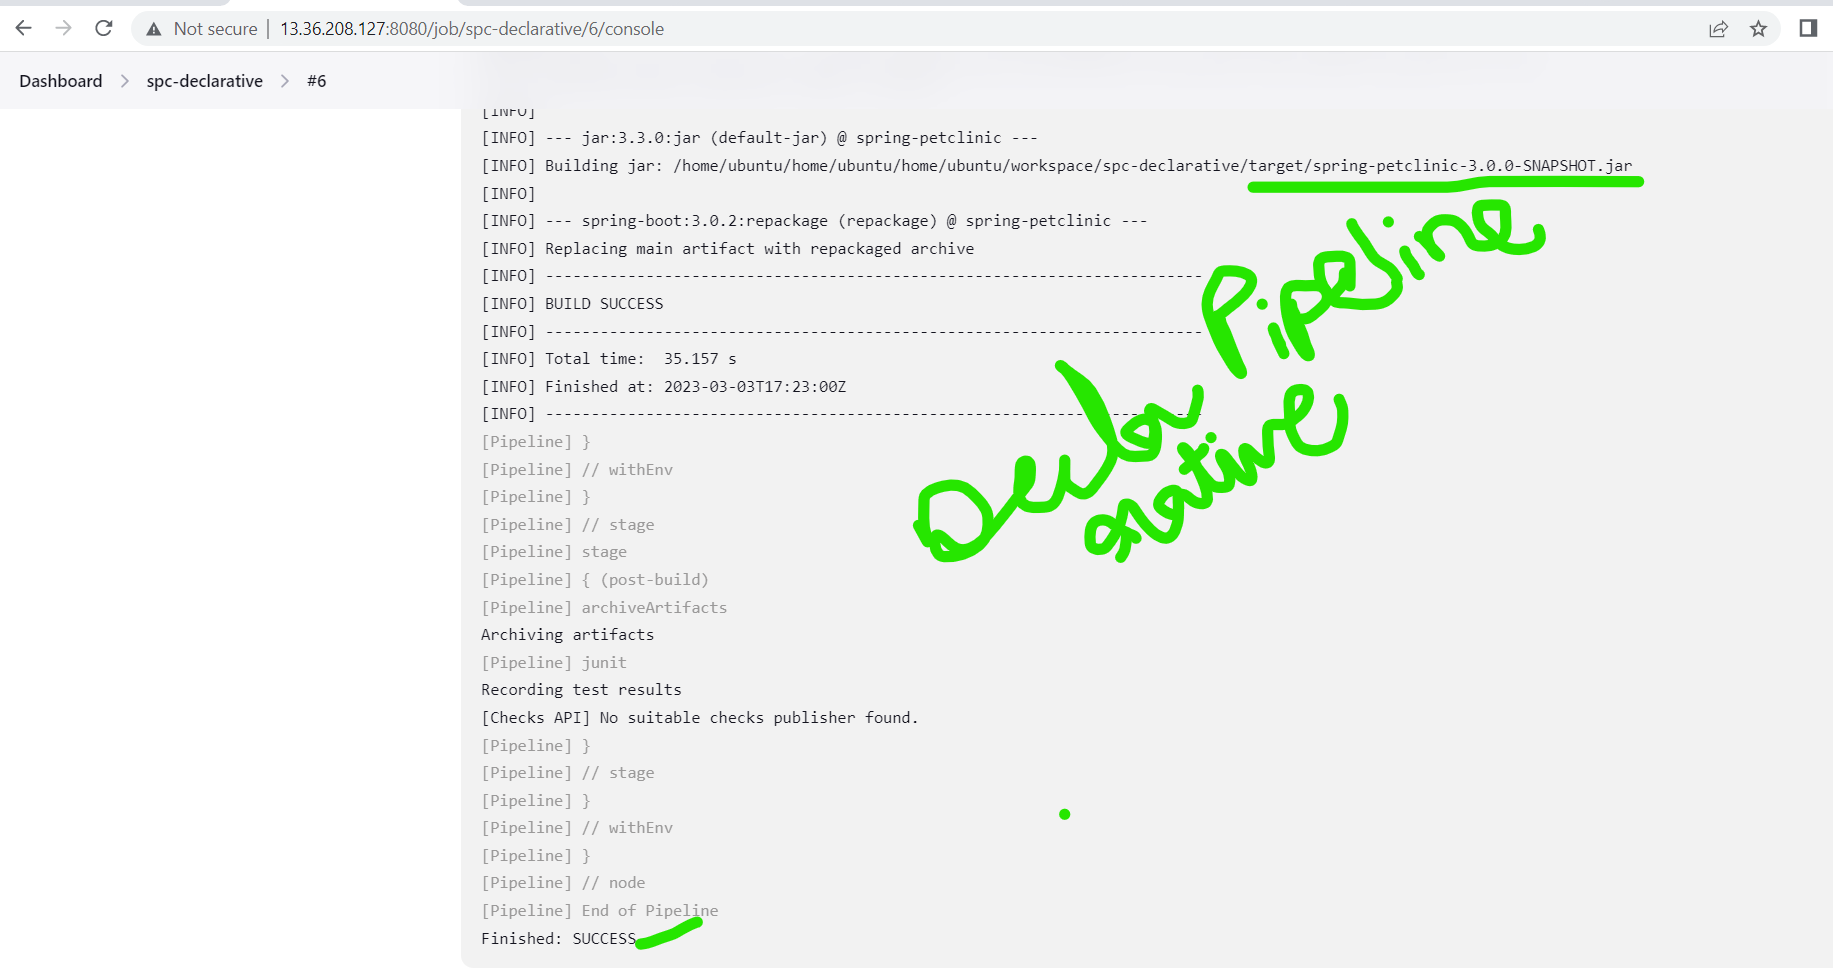 Not secure | 13.36.208.127:8080/job/spc-declarative/6/console
Dashboard > spc-declarative > #6
[INFO]
[INFO] --- jar:3.3.0:jar (default-jar) @ spring-petclinic ---
[INFO] Building jar: /home/ubuntu/home/ubuntu/home/ubuntu/workspace/spc-declarative/target/spring-petclinic-3.0.0-SNAPSHOT.jar
[INFO]
[INFO] --- spring-boot:3.0.2:repackage (repackage) @ spring-petclinic ---
[INFO] Replacing main artifact with repackaged archive
[INFO] ------------------------------------------------------------------------
[INFO] BUILD SUCCESS
[INFO] ------------------------------------------------------------------------
[INFO] Total time:  35.157 s
[INFO] Finished at: 2023-03-03T17:23:00Z
[INFO] ------------------------------------------------------------------------
[Pipeline] }
[Pipeline] // withEnv
[Pipeline] }
[Pipeline] // stage
[Pipeline] stage
[Pipeline] { (post-build)
[Pipeline] archiveArtifacts
Archiving artifacts
[Pipeline] junit
Recording test results
[Checks API] No suitable checks publisher found.
[Pipeline] }
[Pipeline] // stage
[Pipeline] }
[Pipeline] // withEnv
[Pipeline] }
[Pipeline] // node
[Pipeline] End of Pipeline
Finished: SUCCESS
Decla Pipeline
rative